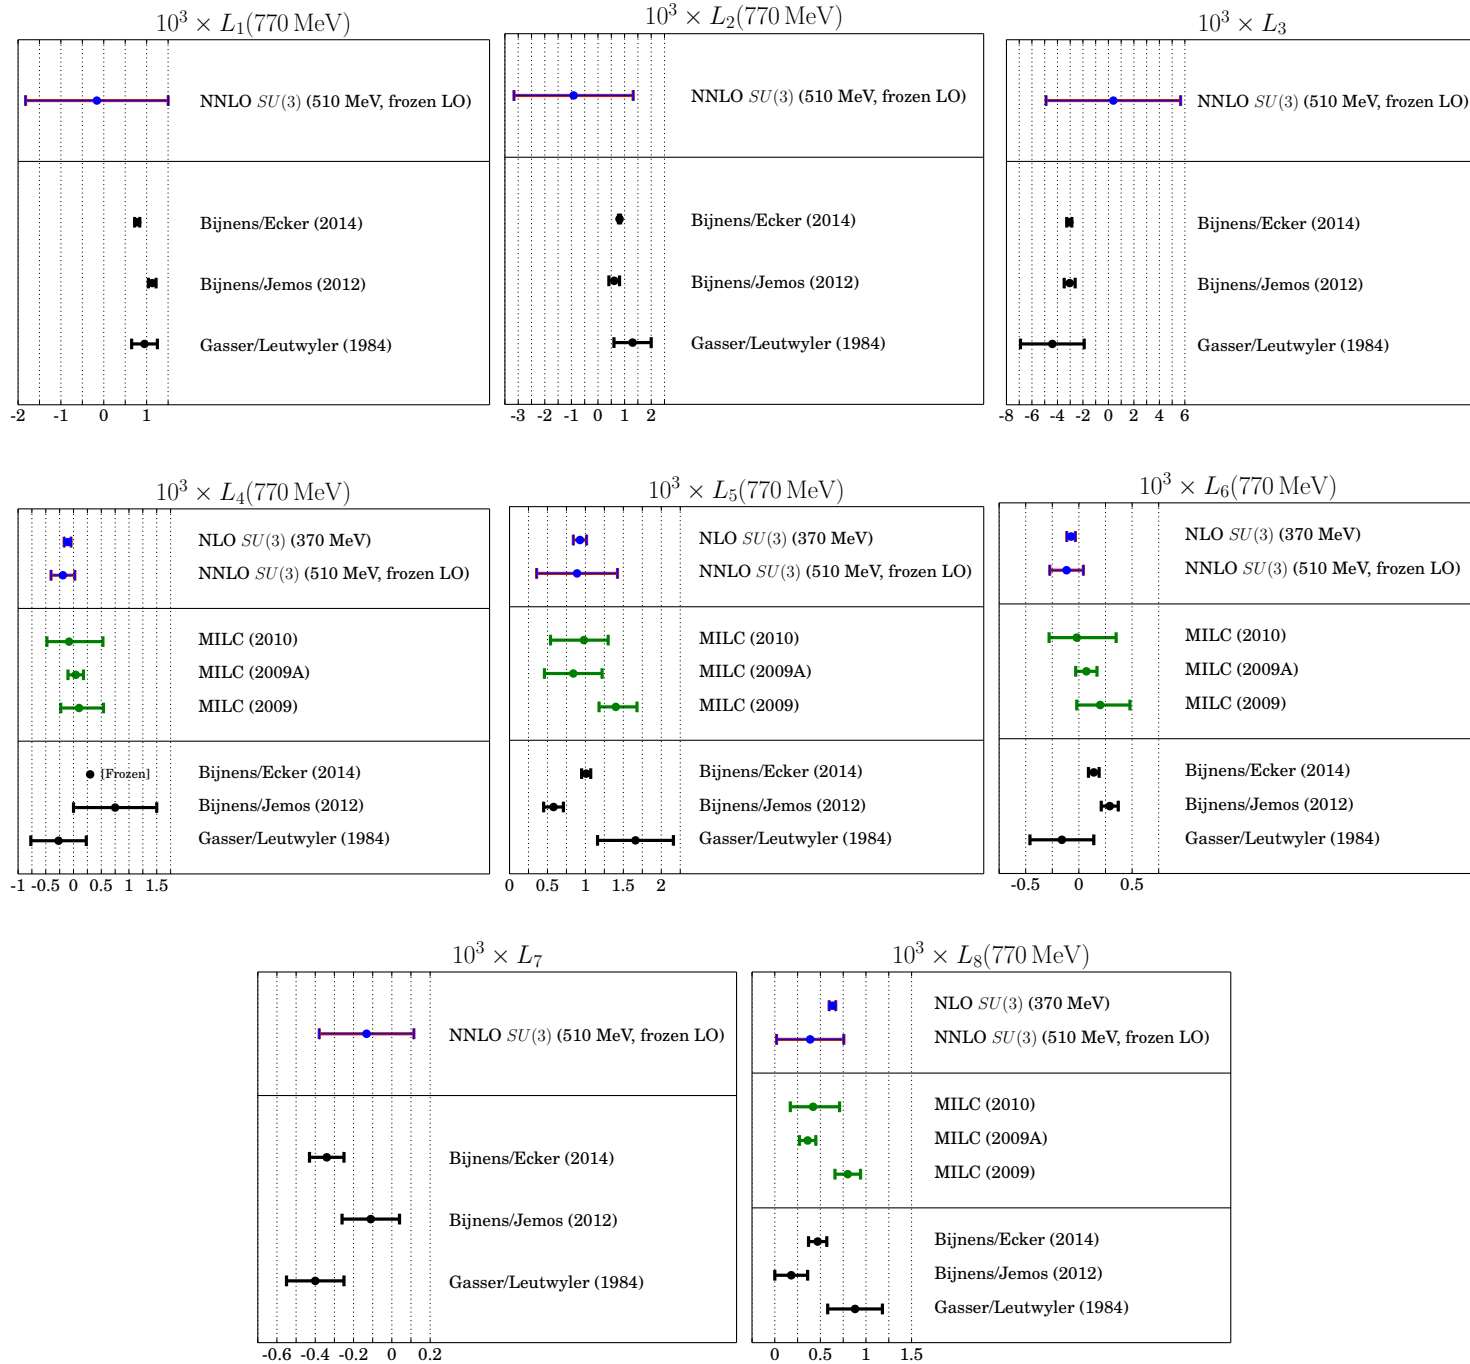 10³ × L₁(770 MeV)
NNLO SU(3) (510 MeV, frozen LO)
Bijnens/Ecker (2014)
Bijnens/Jemos (2012)
Gasser/Leutwyler (1984)
-2 -1 0 1
10³ × L₂(770 MeV)
NNLO SU(3) (510 MeV, frozen LO)
Bijnens/Ecker (2014)
Bijnens/Jemos (2012)
Gasser/Leutwyler (1984)
-3 -2 -1 0 1 2
10³ × L₃
NNLO SU(3) (510 MeV, frozen LO)
Bijnens/Ecker (2014)
Bijnens/Jemos (2012)
Gasser/Leutwyler (1984)
-8 -6 -4 -2 0 2 4 6
10³ × L₄(770 MeV)
NLO SU(3) (370 MeV)
NNLO SU(3) (510 MeV, frozen LO)
MILC (2010)
MILC (2009A)
MILC (2009)
[Frozen] Bijnens/Ecker (2014)
Bijnens/Jemos (2012)
Gasser/Leutwyler (1984)
-1 -0.5 0 0.5 1 1.5
10³ × L₅(770 MeV)
NLO SU(3) (370 MeV)
NNLO SU(3) (510 MeV, frozen LO)
MILC (2010)
MILC (2009A)
MILC (2009)
Bijnens/Ecker (2014)
Bijnens/Jemos (2012)
Gasser/Leutwyler (1984)
0 0.5 1 1.5 2
10³ × L₆(770 MeV)
NLO SU(3) (370 MeV)
NNLO SU(3) (510 MeV, frozen LO)
MILC (2010)
MILC (2009A)
MILC (2009)
Bijnens/Ecker (2014)
Bijnens/Jemos (2012)
Gasser/Leutwyler (1984)
-0.5 0 0.5
10³ × L₇
NNLO SU(3) (510 MeV, frozen LO)
Bijnens/Ecker (2014)
Bijnens/Jemos (2012)
Gasser/Leutwyler (1984)
-0.6 -0.4 -0.2 0 0.2
10³ × L₈(770 MeV)
NLO SU(3) (370 MeV)
NNLO SU(3) (510 MeV, frozen LO)
MILC (2010)
MILC (2009A)
MILC (2009)
Bijnens/Ecker (2014)
Bijnens/Jemos (2012)
Gasser/Leutwyler (1984)
0 0.5 1 1.5